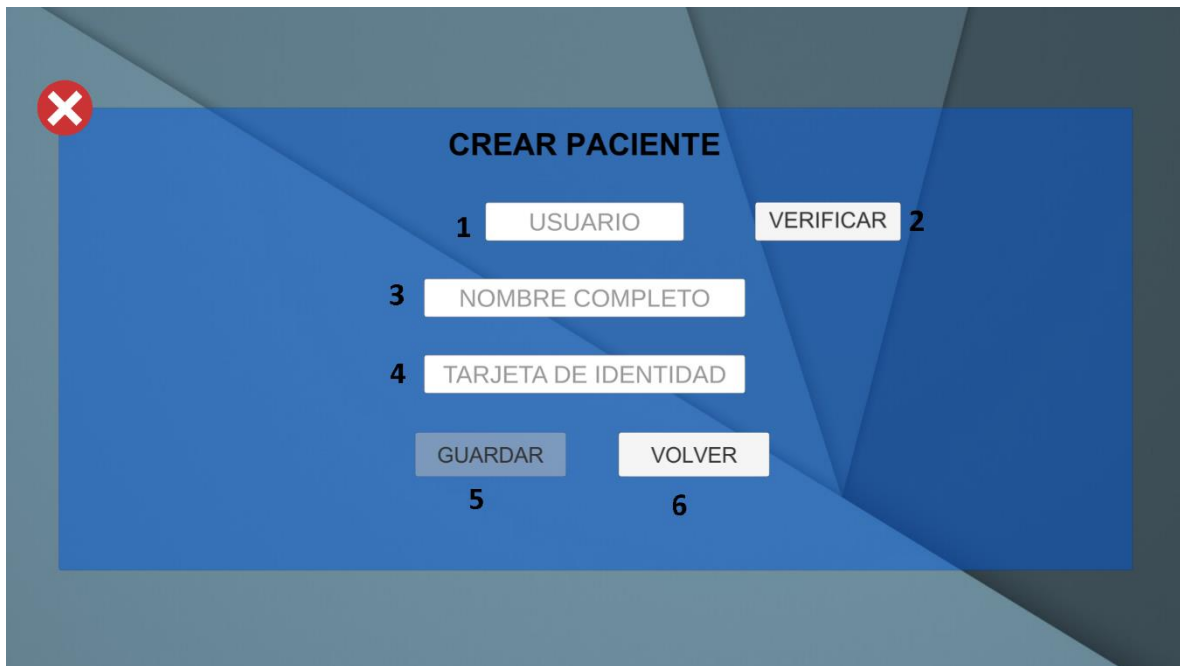 CREAR PACIENTE
1 USUARIO VERIFICAR 2
3 NOMBRE COMPLETO
4 TARJETA DE IDENTIDAD
GUARDAR VOLVER
5 6